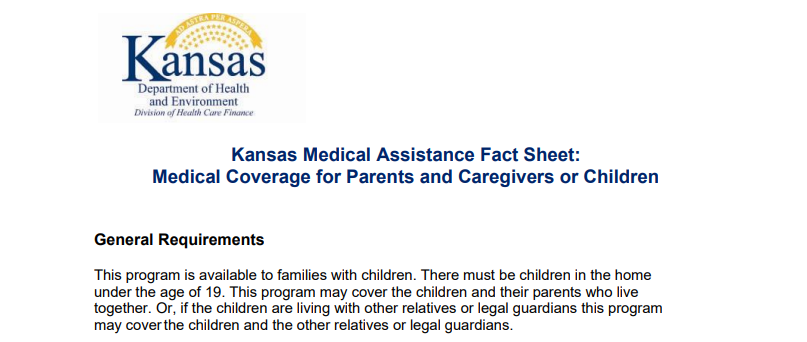 AD ASTRA PER ASPERA
Kansas
Department of Health
and Environment
Division of Health Care Finance
Kansas Medical Assistance Fact Sheet:
Medical Coverage for Parents and Caregivers or Children
General Requirements
This program is available to families with children. There must be children in the home
under the age of 19. This program may cover the children and their parents who live
together. Or, if the children are living with other relatives or legal guardians this program
may cover the children and the other relatives or legal guardians.